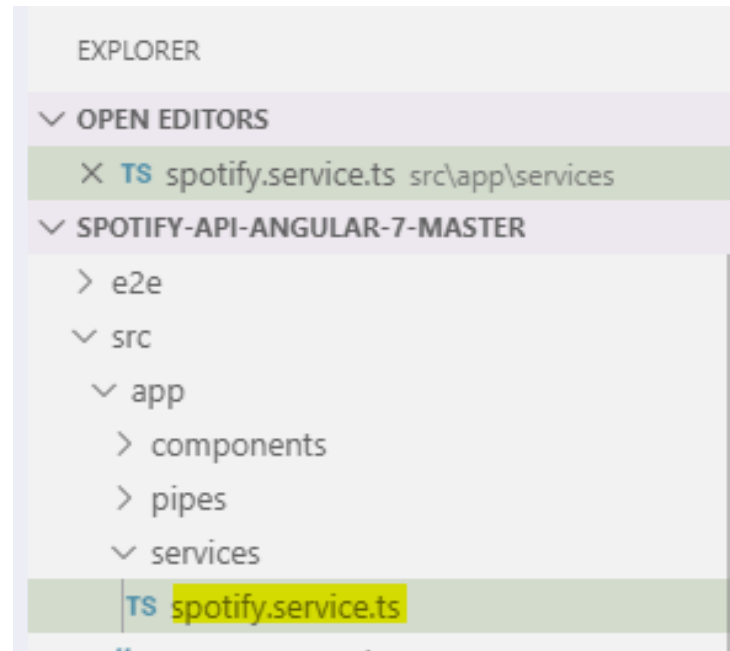 EXPLORER
OPEN EDITORS
TS spotify.service.ts src\app\services
SPOTIFY-API-ANGULAR-7-MASTER
e2e
src
app
components
pipes
services
TS spotify.service.ts